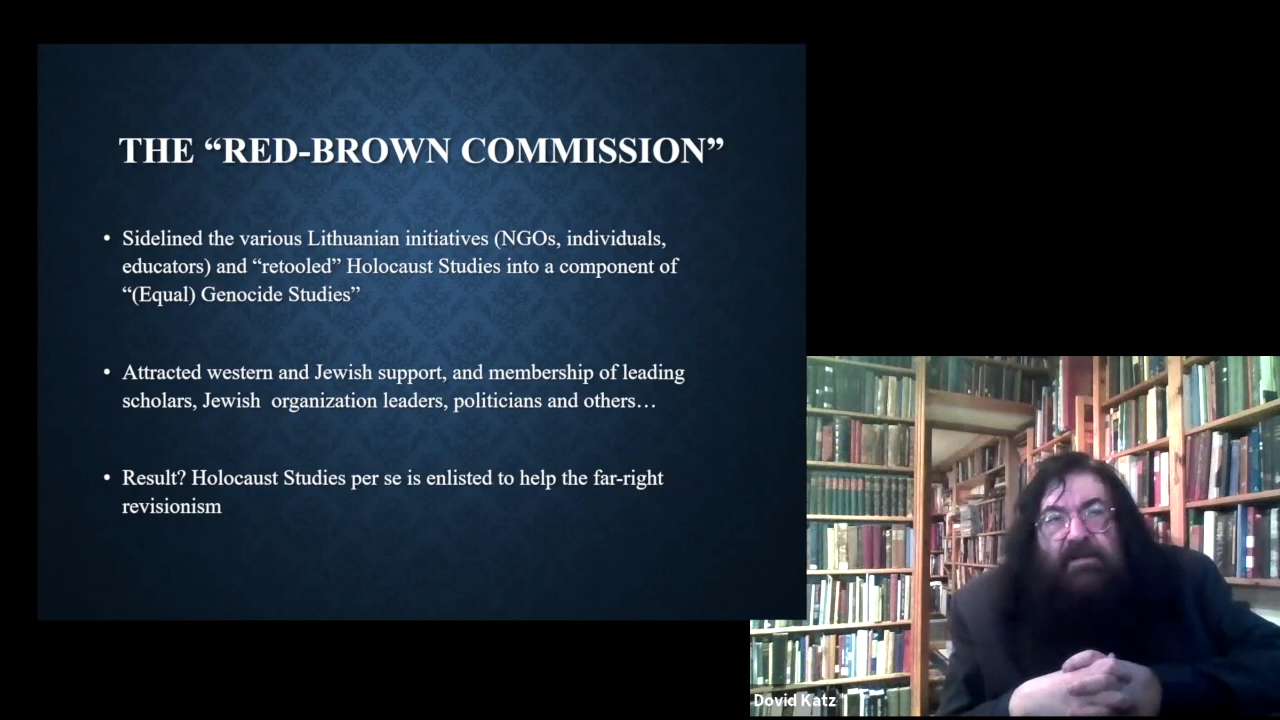 THE “RED-BROWN COMMISSION”
• Sidelined the various Lithuanian initiatives (NGOs, individuals,
educators) and “retooled” Holocaust Studies into a component of
“(Equal) Genocide Studies”
• Attracted western and Jewish support, and membership of leading
scholars, Jewish organization leaders, politicians and others…
• Result? Holocaust Studies per se is enlisted to help the far-right
revisionism
Dovid Katz